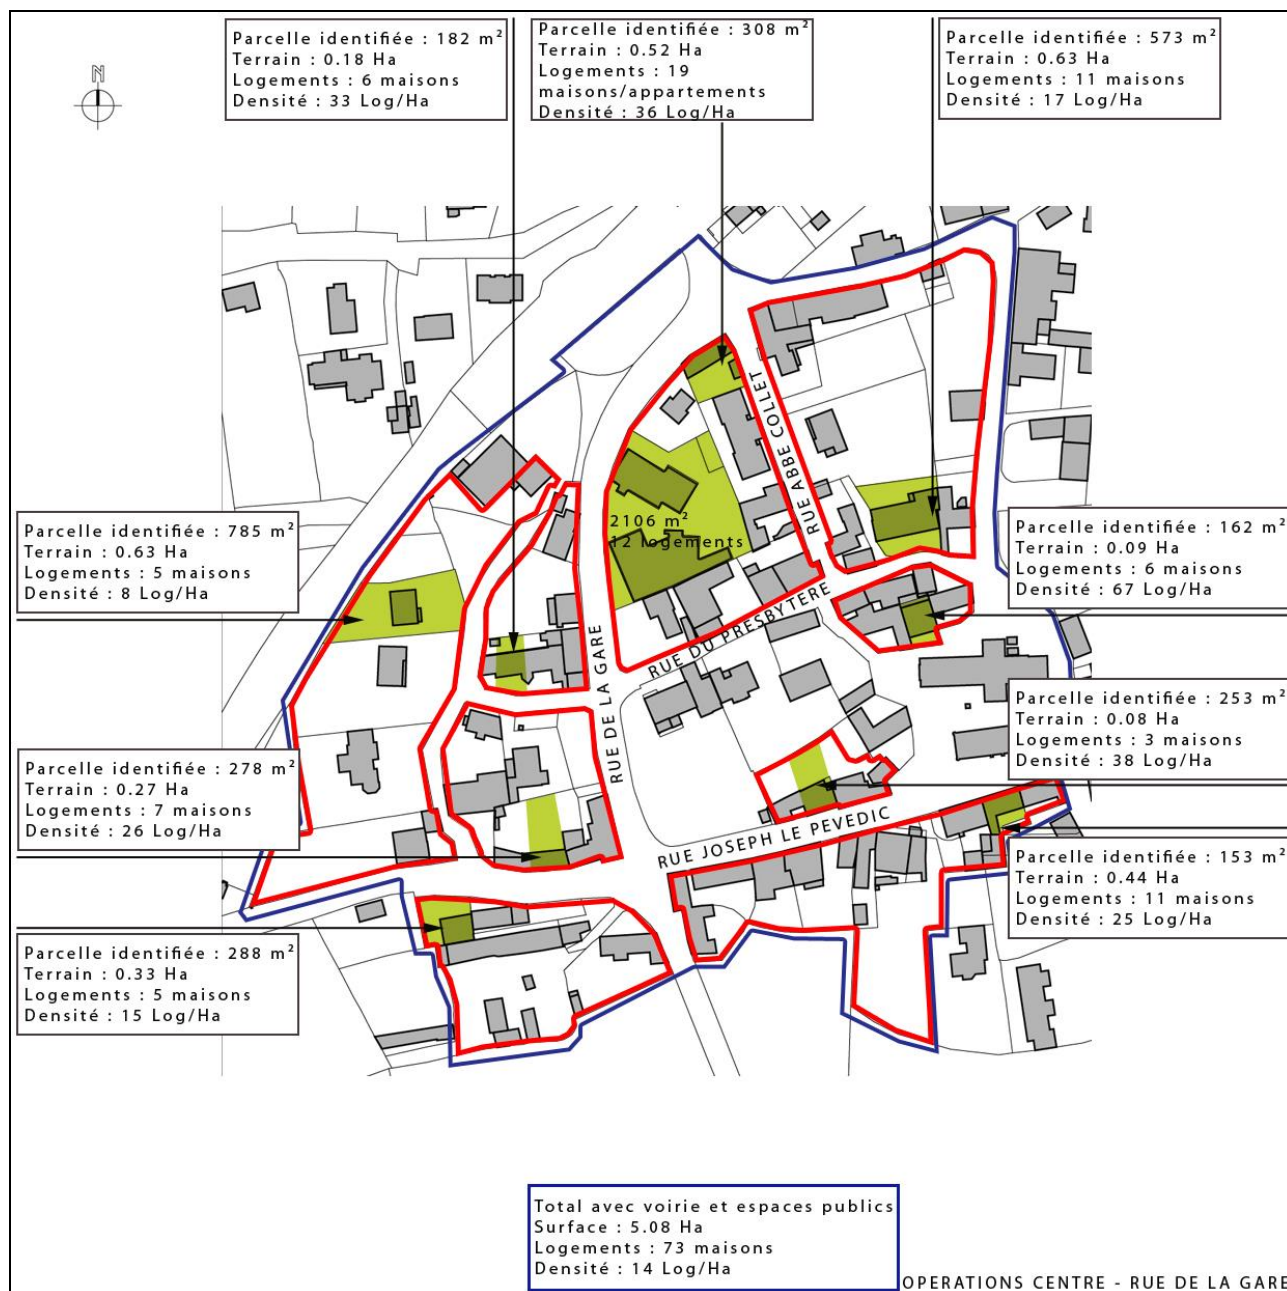 Parcelle identifiée : 182 m²
Terrain : 0.18 Ha
Logements : 6 maisons
Densité : 33 Log/Ha
Parcelle identifiée : 308 m²
Terrain : 0.52 Ha
Logements : 19
maisons/appartements
Densité : 36 Log/Ha
Parcelle identifiée : 573 m²
Terrain : 0.63 Ha
Logements : 11 maisons
Densité : 17 Log/Ha
N
RUE ABBE COLLET
2106 m²
12 logements
Parcelle identifiée : 785 m²
Terrain : 0.63 Ha
Logements : 5 maisons
Densité : 8 Log/Ha
Parcelle identifiée : 162 m²
Terrain : 0.09 Ha
Logements : 6 maisons
Densité : 67 Log/Ha
RUE DU PRESBYTERE
RUE DE LA GARE
Parcelle identifiée : 253 m²
Terrain : 0.08 Ha
Logements : 3 maisons
Densité : 38 Log/Ha
Parcelle identifiée : 278 m²
Terrain : 0.27 Ha
Logements : 7 maisons
Densité : 26 Log/Ha
RUE JOSEPH LE PEVEDIC
Parcelle identifiée : 153 m²
Terrain : 0.44 Ha
Logements : 11 maisons
Densité : 25 Log/Ha
Parcelle identifiée : 288 m²
Terrain : 0.33 Ha
Logements : 5 maisons
Densité : 15 Log/Ha
Total avec voirie et espaces publics
Surface : 5.08 Ha
Logements : 73 maisons
Densité : 14 Log/Ha
OPERATIONS CENTRE - RUE DE LA GARE